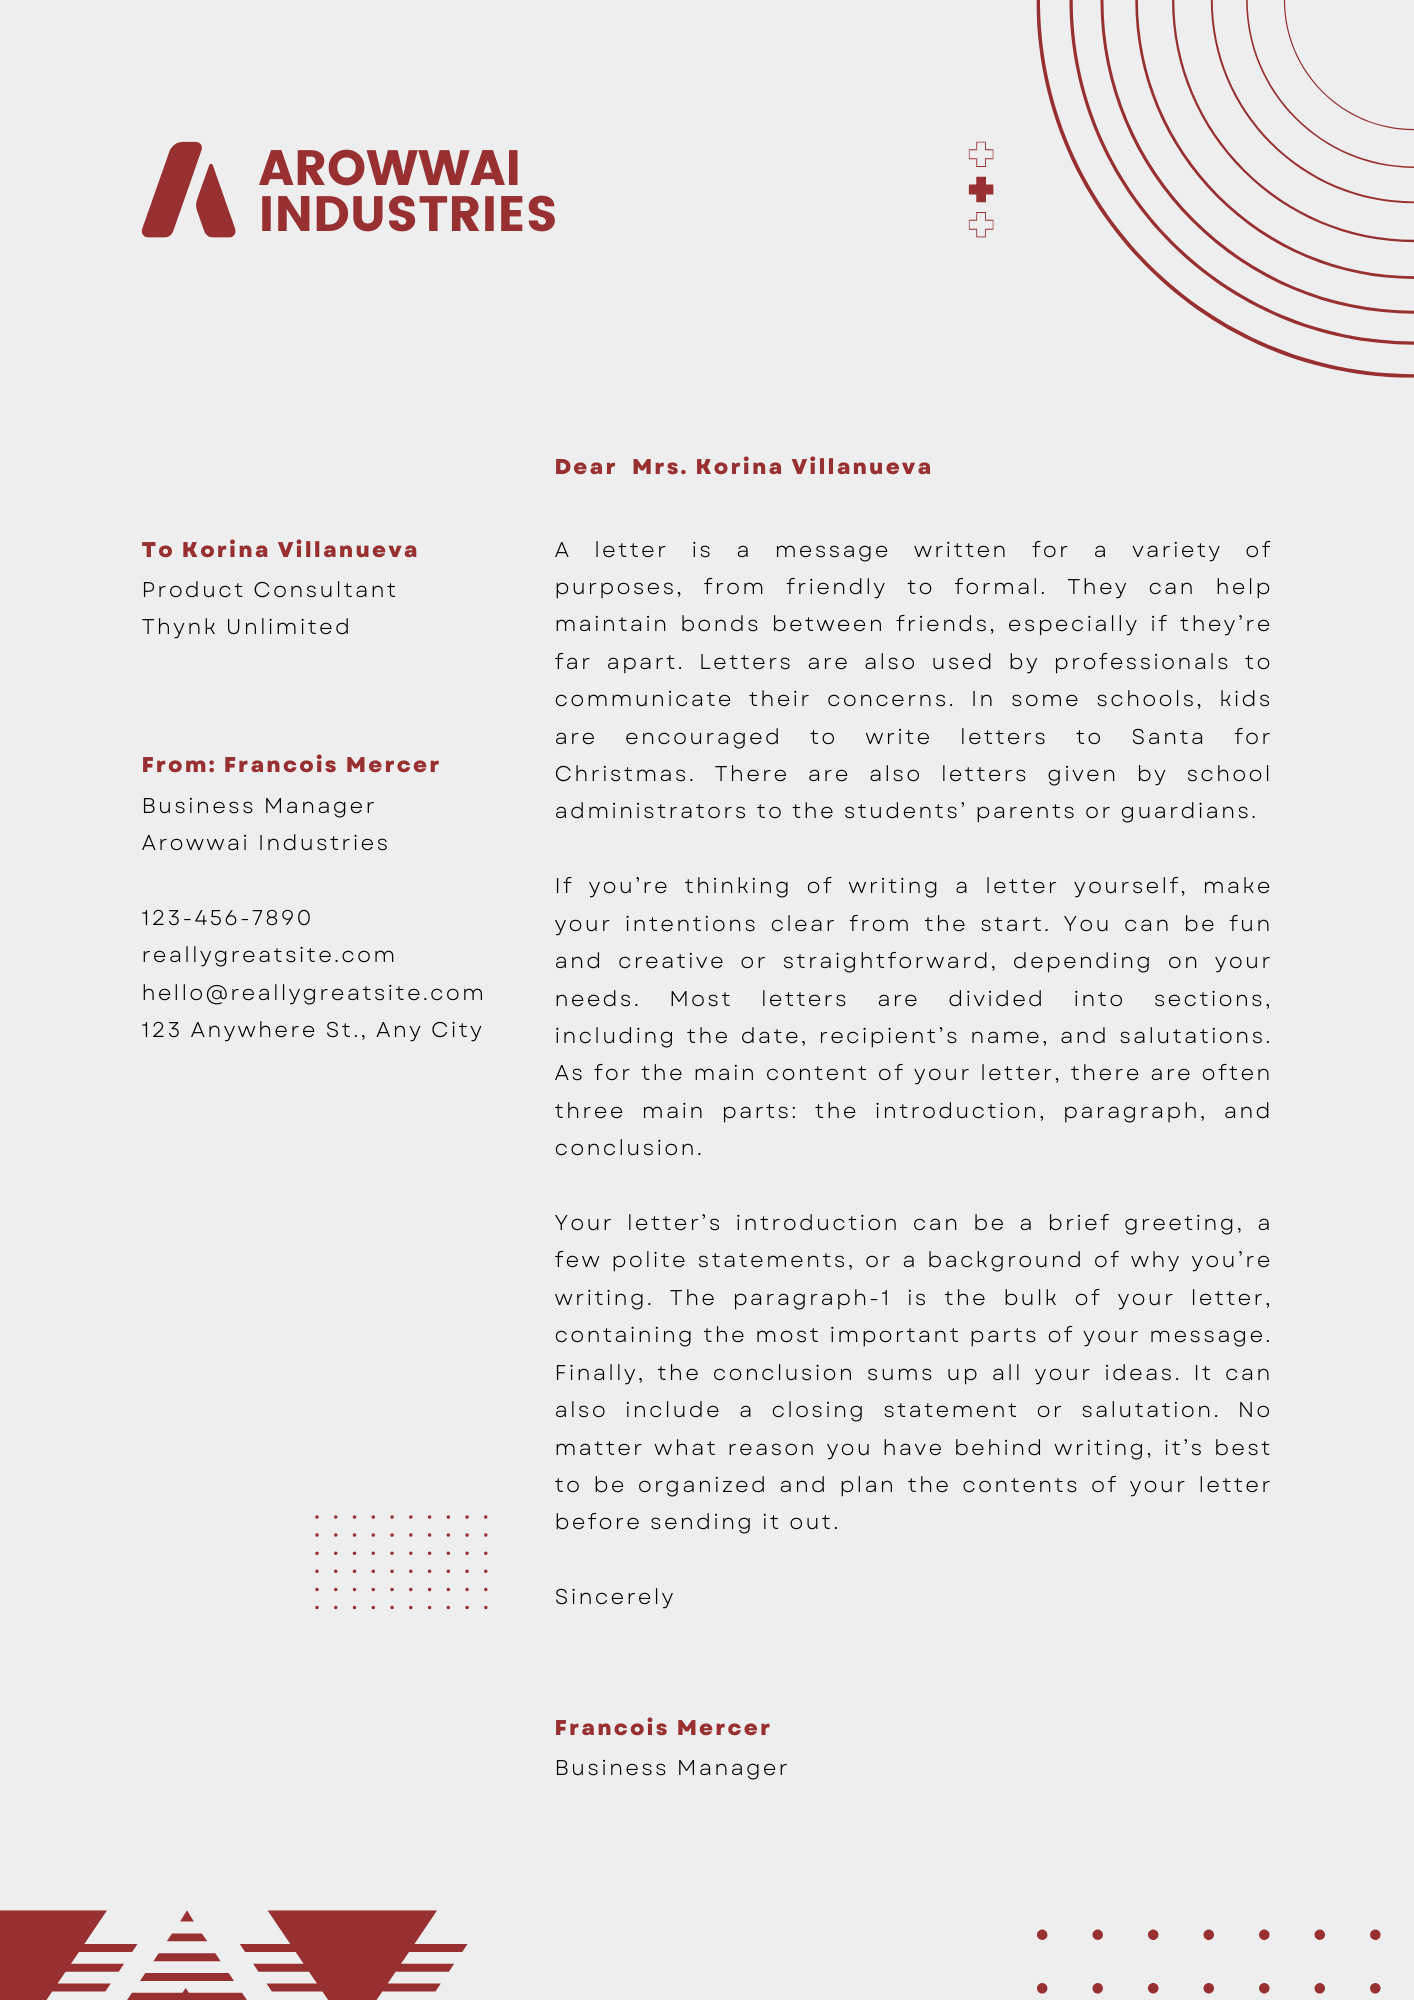 AROWWAI
INDUSTRIES
Dear  Mrs. Korina Villanueva
To Korina Villanueva
Product Consultant
Thynk Unlimited
From: Francois Mercer
Business Manager
Arowwai Industries
123-456-7890
reallygreatsite.com
hello@reallygreatsite.com
123 Anywhere St., Any City
A letter is a message written for a variety of
purposes, from friendly to formal. They can help
maintain bonds between friends, especially if they’re
far apart. Letters are also used by professionals to
communicate their concerns. In some schools, kids
are encouraged to write letters to Santa for
Christmas. There are also letters given by school
administrators to the students’ parents or guardians.
If you’re thinking of writing a letter yourself, make
your intentions clear from the start. You can be fun
and creative or straightforward, depending on your
needs. Most letters are divided into sections,
including the date, recipient’s name, and salutations.
As for the main content of your letter, there are often
three main parts: the introduction, paragraph, and
conclusion.
Your letter’s introduction can be a brief greeting, a
few polite statements, or a background of why you’re
writing. The paragraph-1 is the bulk of your letter,
containing the most important parts of your message.
Finally, the conclusion sums up all your ideas. It can
also include a closing statement or salutation. No
matter what reason you have behind writing, it’s best
to be organized and plan the contents of your letter
before sending it out.
Sincerely
Francois Mercer
Business Manager